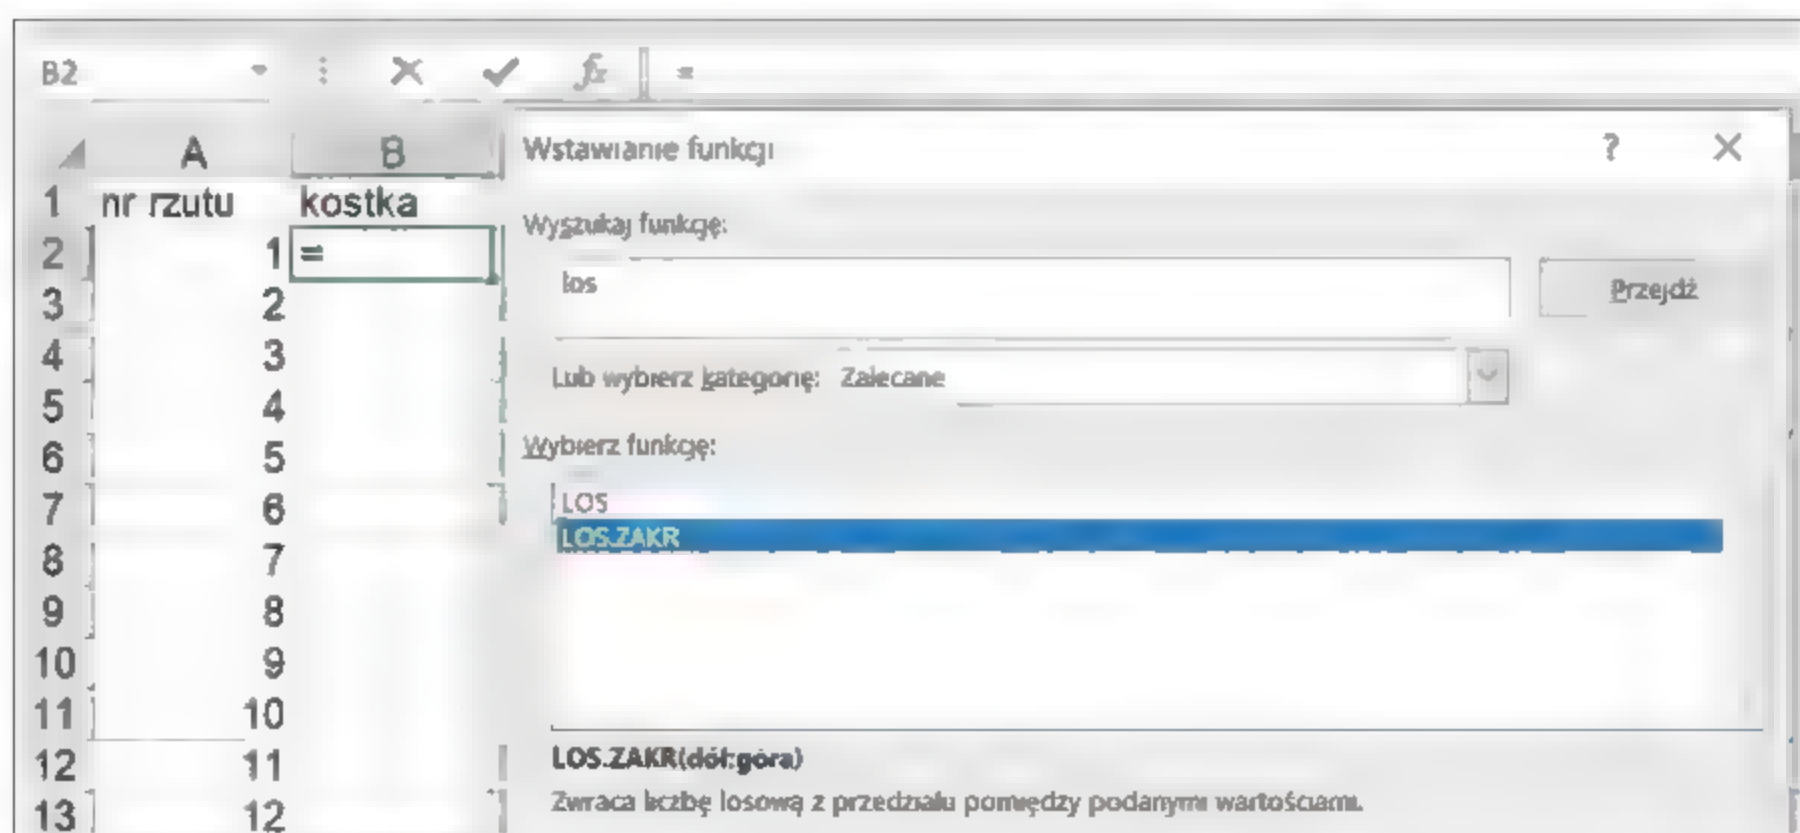 B2 fx =
A B
Wstawianie funkcji ? ×
1 nr rzutu kostka
Wyszukaj funkcję:
2 1 =
los
Przejdź
3 2
4 3
Lub wybierz kategorię: Zalecane
5 4
6 5
Wybierz funkcję:
7 6
LOS
LOS.ZAKR
8 7
9 8
10 9
11 10
12 11
LOS.ZAKR(dół;góra)
13 12
Zwraca liczbę losową z przedziału pomiędzy podanymi wartościami.